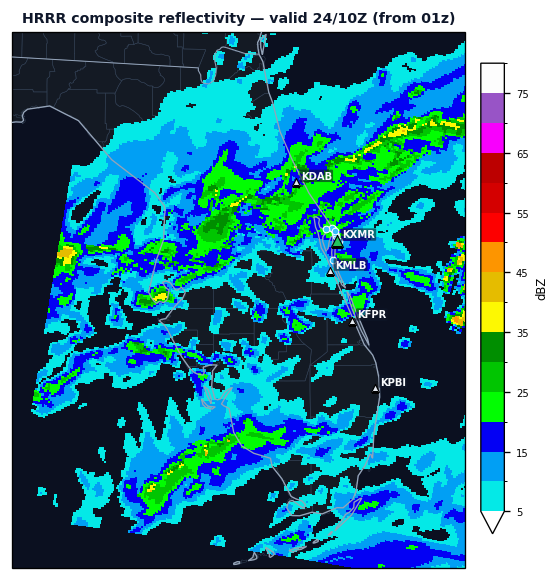 HRRR composite reflectivity — valid 24/10Z (from 01z)
KDAB
KXMR
KMLB
KFPR
KPBI
75
65
55
45
35
25
15
5
dBZ